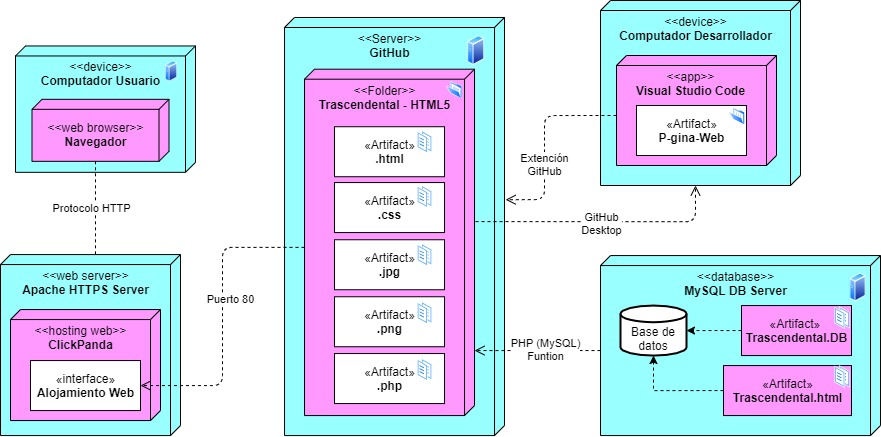 <<device>>
Computador Usuario
<<web browser>>
Navegador
Protocolo HTTP
<<web server>>
Apache HTTPS Server
<<hosting web>>
ClickPanda
«interface»
Alojamiento Web
Puerto 80
<<Server>>
GitHub
<<Folder>>
Trascendental - HTML5
«Artifact»
.html
«Artifact»
.css
«Artifact»
.jpg
«Artifact»
.png
«Artifact»
.php
<<device>>
Computador Desarrollador
<<app>>
Visual Studio Code
«Artifact»
P-gina-Web
Extención
GitHub
GitHub
Desktop
<<database>>
MySQL DB Server
Base de
datos
«Artifact»
Trascendental.DB
«Artifact»
Trascendental.html
PHP (MySQL)
Funtion